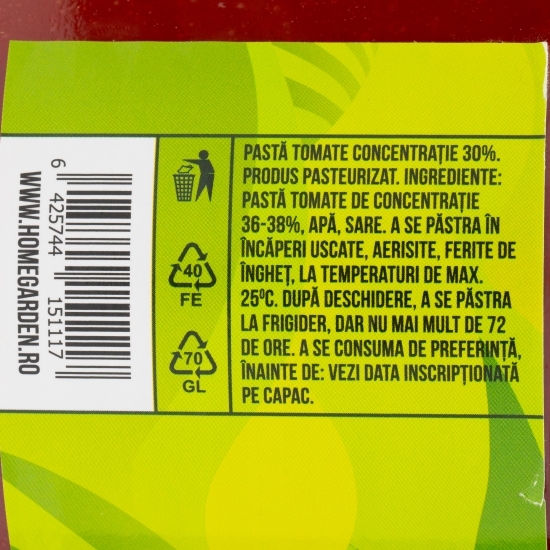 PASTĂ TOMATE CONCENTRAȚIE 30%.
PRODUS PASTEURIZAT. INGREDIENTE:
PASTĂ TOMATE DE CONCENTRAȚIE
36-38%, APĂ, SARE. A SE PĂSTRA ÎN
ÎNCĂPERI USCATE, AERISITE, FERITE DE
ÎNGHEȚ, LA TEMPERATURI DE MAX.
25⁰C. DUPĂ DESCHIDERE, A SE PĂSTRA
LA FRIGIDER, DAR NU MAI MULT DE 72
DE ORE. A SE CONSUMA DE PREFERINȚĂ,
ÎNAINTE DE: VEZI DATA INSCRIPȚIONATĂ
PE CAPAC.
40
FE
70
GL
6 425744 151117
WWW.HOMEGARDEN.RO